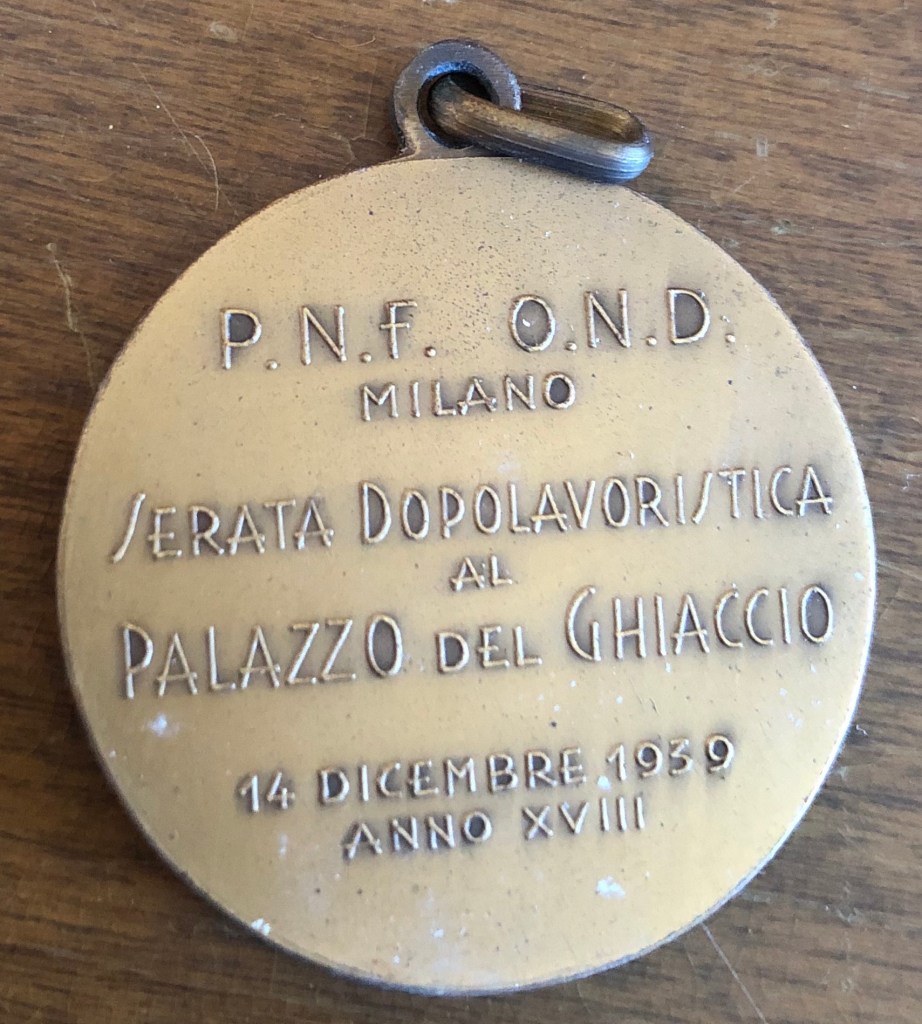 P.N.F. O.N.D.
MILANO
SERATA DOPOLAVORISTICA
AL
PALAZZO DEL GHIACCIO
14 DICEMBRE 1939
ANNO XVIII